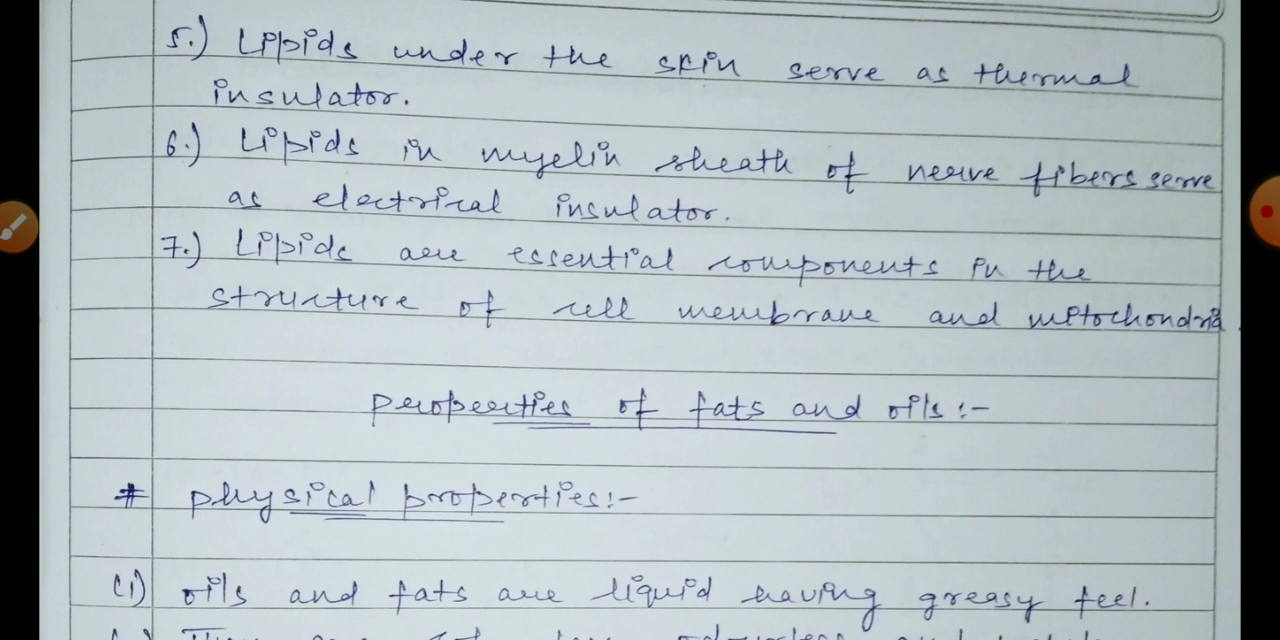 5.) Lipids under the skin serve as thermal
insulator.
6.) Lipids in myelin sheath of nerve fibers serve
as electrical insulator.
7.) Lipids are essential components in the
structure of cell membrane and mitochondria.
Properties of fats and oils :-
# Physical properties :-
(1) oils and fats are liquid having greasy feel.